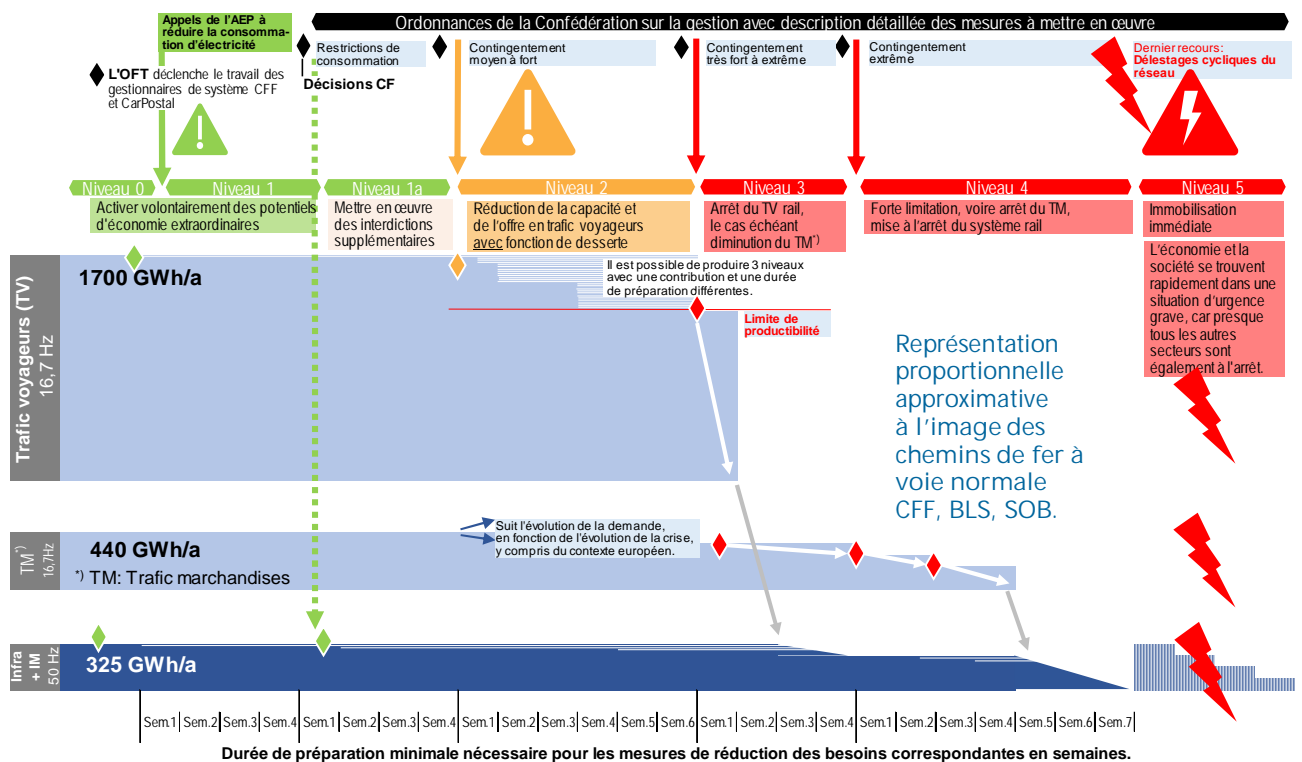 Appels de l'AEP à
réduire la consomma-
tion d'électricité
Ordonnances de la Confédération sur la gestion avec description détaillée des mesures à mettre en œuvre
L'OFT déclenche le travail des
gestionnaires de système CFF
et CarPostal
Restrictions de
consommation
Décisions CF
Contingentement
moyen à fort
Contingentement
très fort à extrême
Contingentement
extrême
Dernier recours:
Délestages cycliques du
réseau
Niveau 0
Niveau 1
Niveau 1a
Niveau 2
Niveau 3
Niveau 4
Niveau 5
Activer volontairement des potentiels
d'économie extraordinaires
Mettre en œuvre
des interdictions
supplémentaires
Réduction de la capacité et
de l'offre en trafic voyageurs
avec fonction de desserte
Arrêt du TV rail,
le cas échéant
diminution du TM*)
Forte limitation, voire arrêt du TM,
mise à l'arrêt du système rail
Immobilisation
immédiate
L'économie et la
société se trouvent
rapidement dans une
situation d'urgence
grave, car presque
tous les autres
secteurs sont
également à l'arrêt.
Trafic voyageurs (TV)
16,7 Hz
1700 GWh/a
Il est possible de produire 3 niveaux
avec une contribution et une durée
de préparation différentes.
Limite de
productibilité
Représentation
proportionnelle
approximative
à l'image des
chemins de fer à
voie normale
CFF, BLS, SOB.
TM*)
16,7Hz
440 GWh/a
*) TM: Trafic marchandises
Suit l'évolution de la demande,
en fonction de l'évolution de la crise,
y compris du contexte européen.
Infra
+ IM
50 Hz
325 GWh/a
Sem.1 Sem.2 Sem.3 Sem.4 Sem.1 Sem.2 Sem.3 Sem.4 Sem.1 Sem.2 Sem.3 Sem.4 Sem.5 Sem.6 Sem.1 Sem.2 Sem.3 Sem.4 Sem.1 Sem.2 Sem.3 Sem.4 Sem.5 Sem.6 Sem.7
Durée de préparation minimale nécessaire pour les mesures de réduction des besoins correspondantes en semaines.